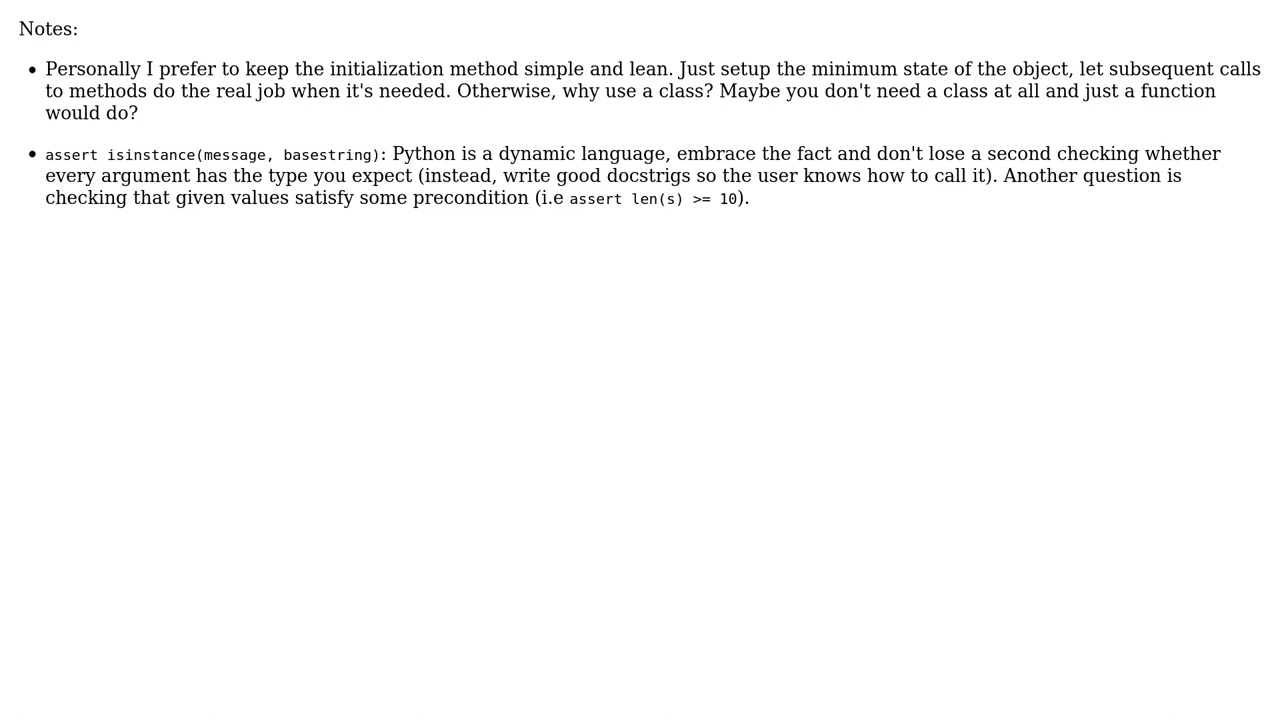 Notes:
• Personally I prefer to keep the initialization method simple and lean. Just setup the minimum state of the object, let subsequent calls
to methods do the real job when it's needed. Otherwise, why use a class? Maybe you don't need a class at all and just a function
would do?
• assert isinstance(message, basestring): Python is a dynamic language, embrace the fact and don't lose a second checking whether
every argument has the type you expect (instead, write good docstrigs so the user knows how to call it). Another question is
checking that given values satisfy some precondition (i.e assert len(s) >= 10).